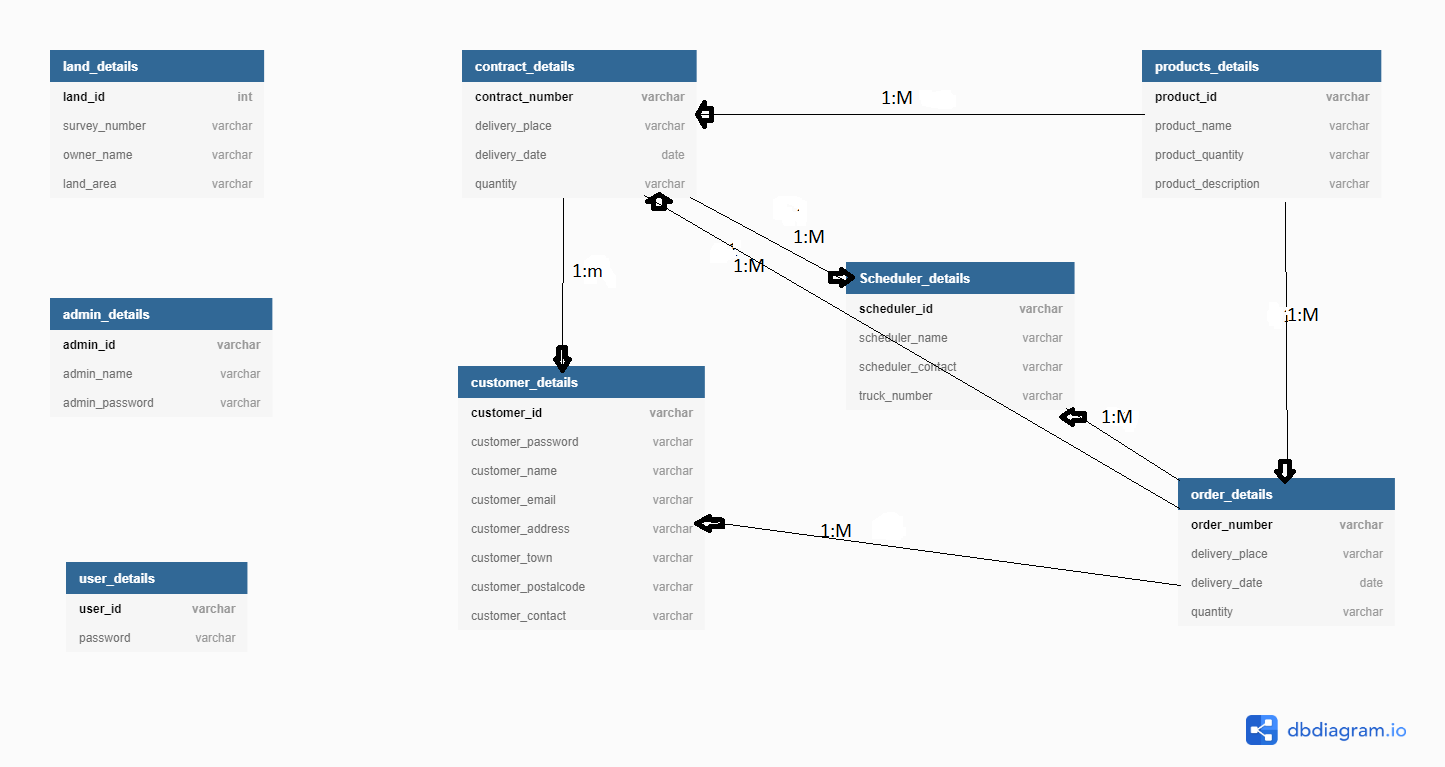 land_details
land_id int
survey_number varchar
owner_name varchar
land_area varchar
contract_details
contract_number varchar
delivery_place varchar
delivery_date date
quantity varchar
1:M
products_details
product_id varchar
product_name varchar
product_quantity varchar
product_description varchar
1:M
1:M
1:m
Scheduler_details
scheduler_id varchar
scheduler_name varchar
scheduler_contact varchar
truck_number varchar
1:M
admin_details
admin_id varchar
admin_name varchar
admin_password varchar
customer_details
customer_id varchar
customer_password varchar
customer_name varchar
customer_email varchar
customer_address varchar
customer_town varchar
customer_postalcode varchar
customer_contact varchar
1:M
1:M
order_details
order_number varchar
delivery_place varchar
delivery_date date
quantity varchar
user_details
user_id varchar
password varchar
dbdiagram.io